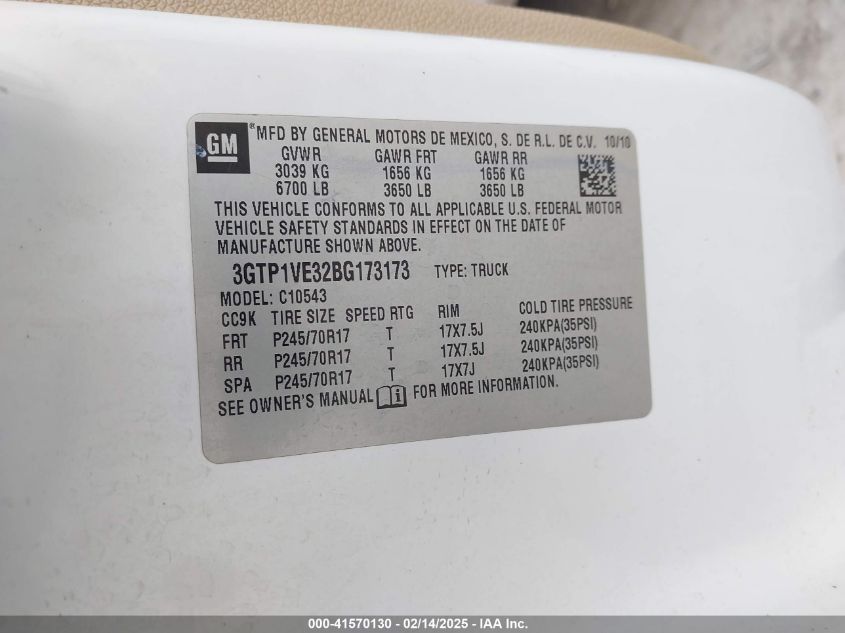 GM ® MFD BY GENERAL MOTORS DE MEXICO, S. DE R.L. DE C.V. 10/10
GVWR GAWR FRT GAWR RR
3039 KG 1656 KG 1656 KG
6700 LB 3650 LB 3650 LB
THIS VEHICLE CONFORMS TO ALL APPLICABLE U.S. FEDERAL MOTOR
VEHICLE SAFETY STANDARDS IN EFFECT ON THE DATE OF
MANUFACTURE SHOWN ABOVE.
3GTP1VE32BG173173 TYPE: TRUCK
MODEL: C10543
CC9K TIRE SIZE SPEED RTG RIM COLD TIRE PRESSURE
FRT P245/70R17 T 17X7.5J 240KPA(35PSI)
RR P245/70R17 T 17X7.5J 240KPA(35PSI)
SPA P245/70R17 T 17X7J 240KPA(35PSI)
SEE OWNER'S MANUAL i FOR MORE INFORMATION.
000-41570130 - 02/14/2025 - IAA Inc.